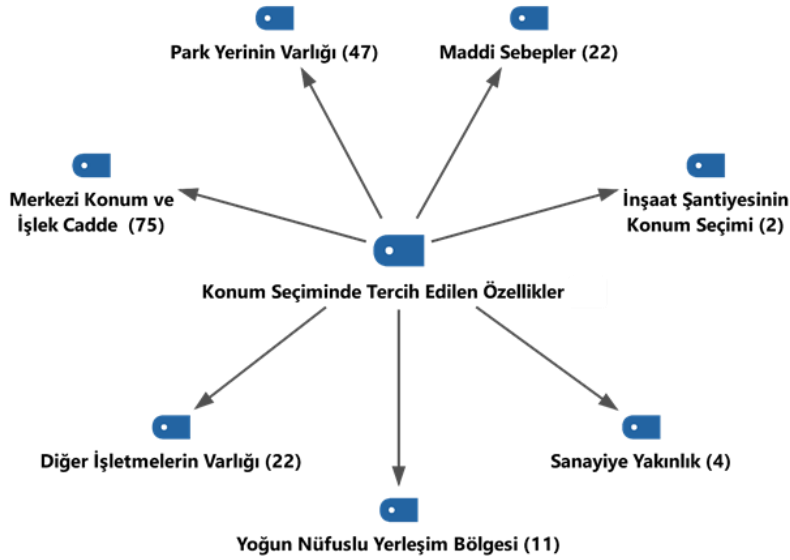 Park Yerinin Varlığı (47)
Maddi Sebepler (22)
Merkezi Konum ve
İşlek Cadde (75)
İnşaat Şantiyesinin
Konum Seçimi (2)
Konum Seçiminde Tercih Edilen Özellikler
Diğer İşletmelerin Varlığı (22)
Sanayiye Yakınlık (4)
Yoğun Nüfuslu Yerleşim Bölgesi (11)